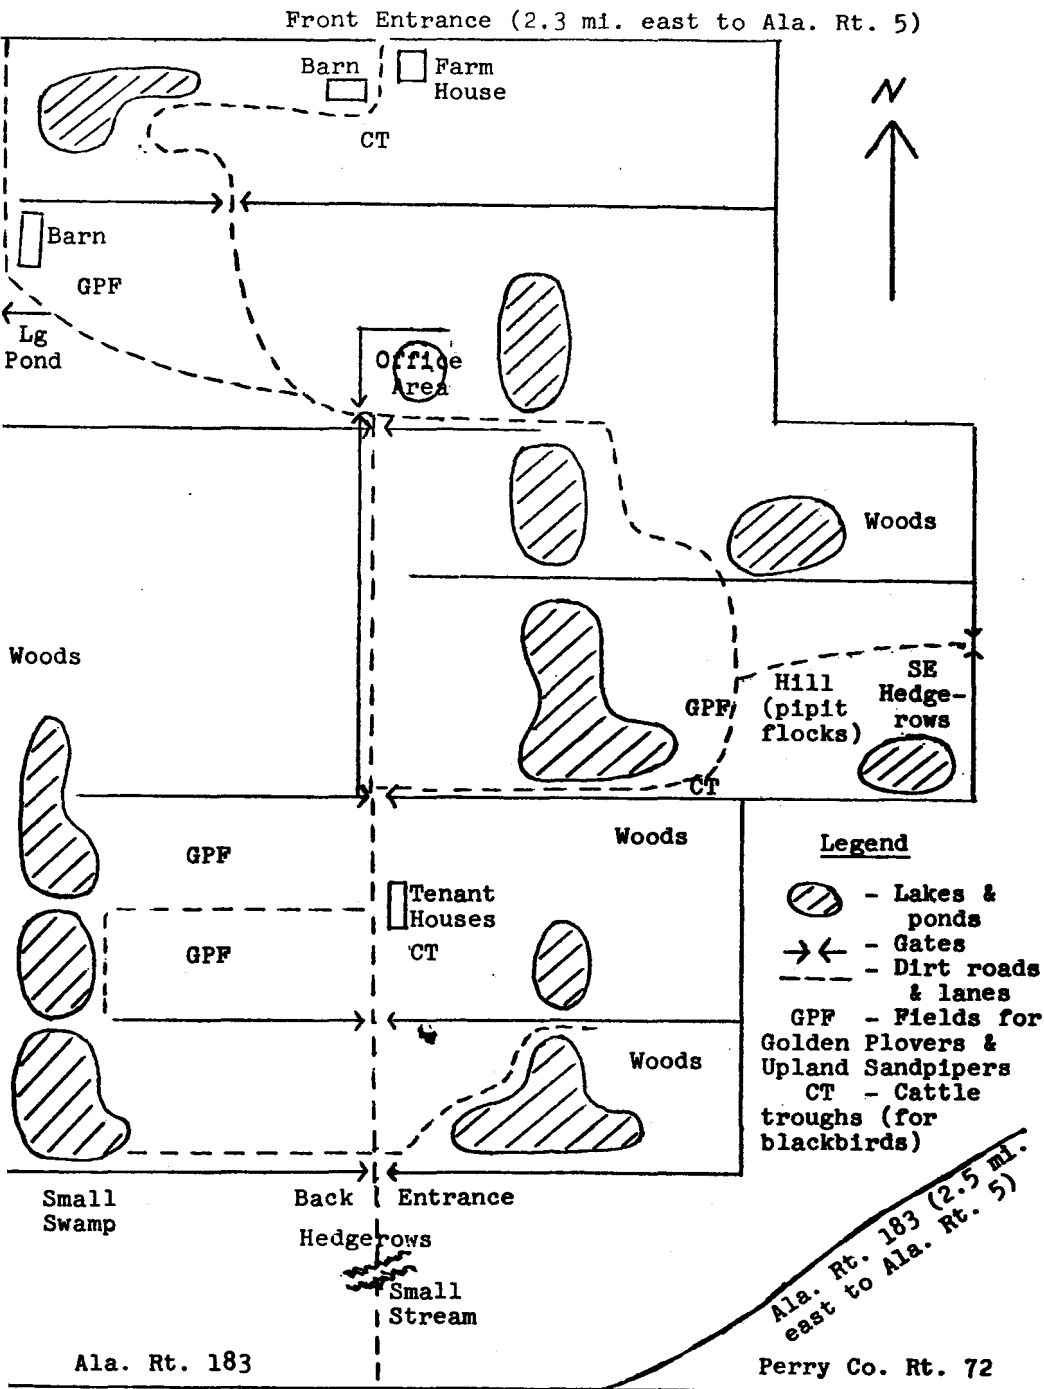 Front Entrance (2.3 mi. east to Ala. Rt. 5)
Barn
Farm
House
N
CT
Barn
GPF
Lg
Pond
Office
Area
Woods
Woods
SE
Hedge-
rows
Hill
(pipit
flocks)
GPF
CT
Woods
GPF
Tenant
Houses
GPF
CT
Woods
Legend
- Lakes &
ponds
- Gates
- Dirt roads
& lanes
GPF - Fields for
Golden Plovers &
Upland Sandpipers
CT - Cattle
troughs (for
blackbirds)
Small
Swamp
Back Entrance
Hedgerows
Small
Stream
Ala. Rt. 183 (2.5 mi.
east to Ala. Rt. 5)
Ala. Rt. 183
Perry Co. Rt. 72